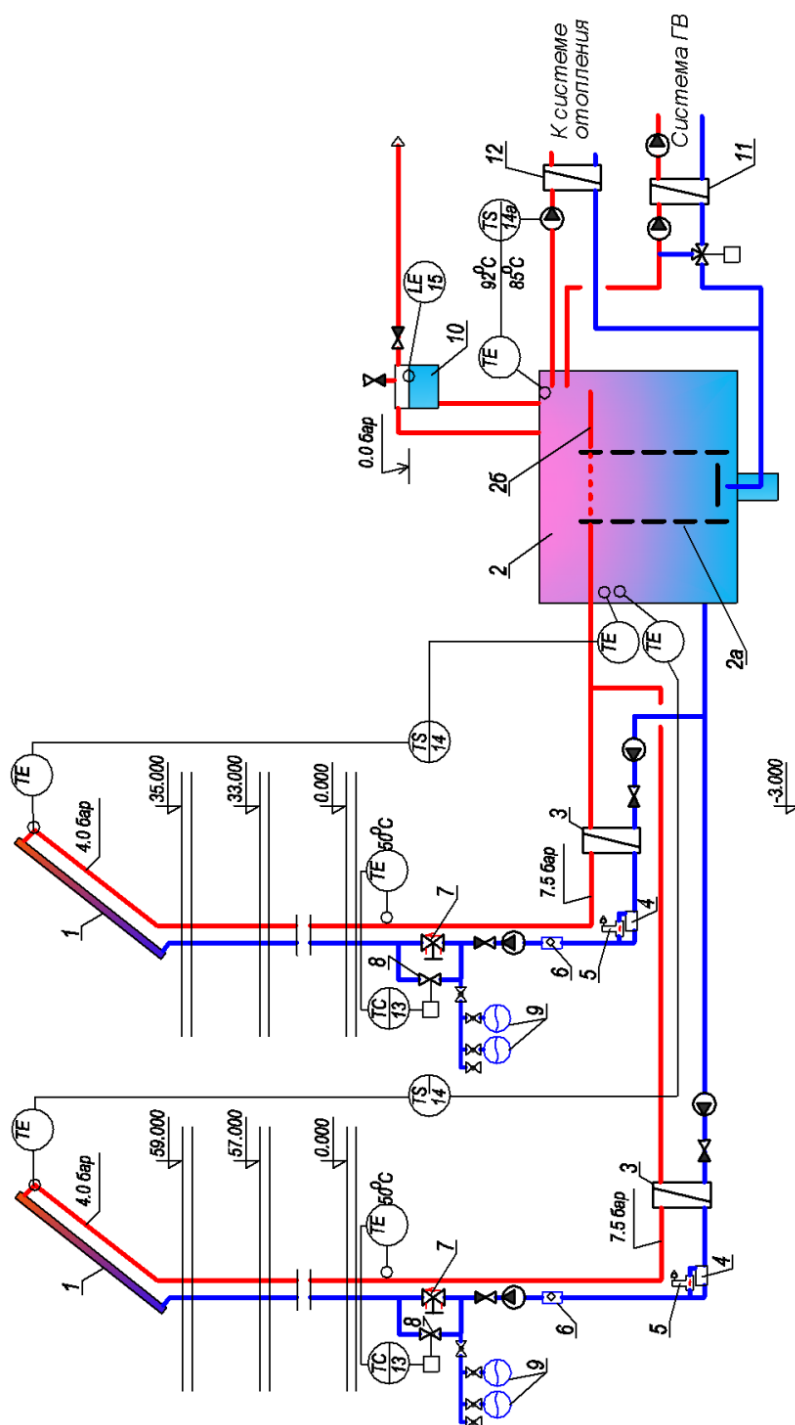 TE
TE
1
4.0 бар
1
4.0 бар
59.000
35.000
57.000
33.000
0.000
0.000
0.0 бар
TE
50°C
TE
50°C
TC
13
8
7
TC
13
8
7
TS
14
TS
14
LE
15
10
9
9
6
6
TE
92°C
85°C
TS
14а
12
К системе
отопления
2
2б
5
4
7.5 бар
3
TE
TE
5
4
7.5 бар
3
2а
11
Система ГВ
-3.000